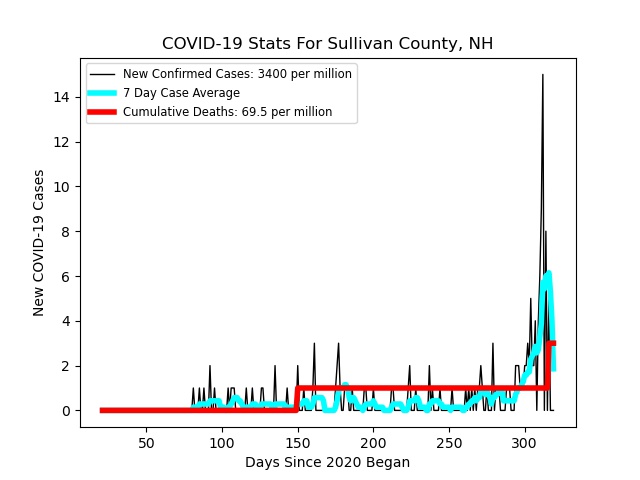 COVID-19 Stats For Sullivan County, NH
New Confirmed Cases: 3400 per million
7 Day Case Average
Cumulative Deaths: 69.5 per million
New COVID-19 Cases
14
12
10
8
6
4
2
0
50 100 150 200 250 300
Days Since 2020 Began